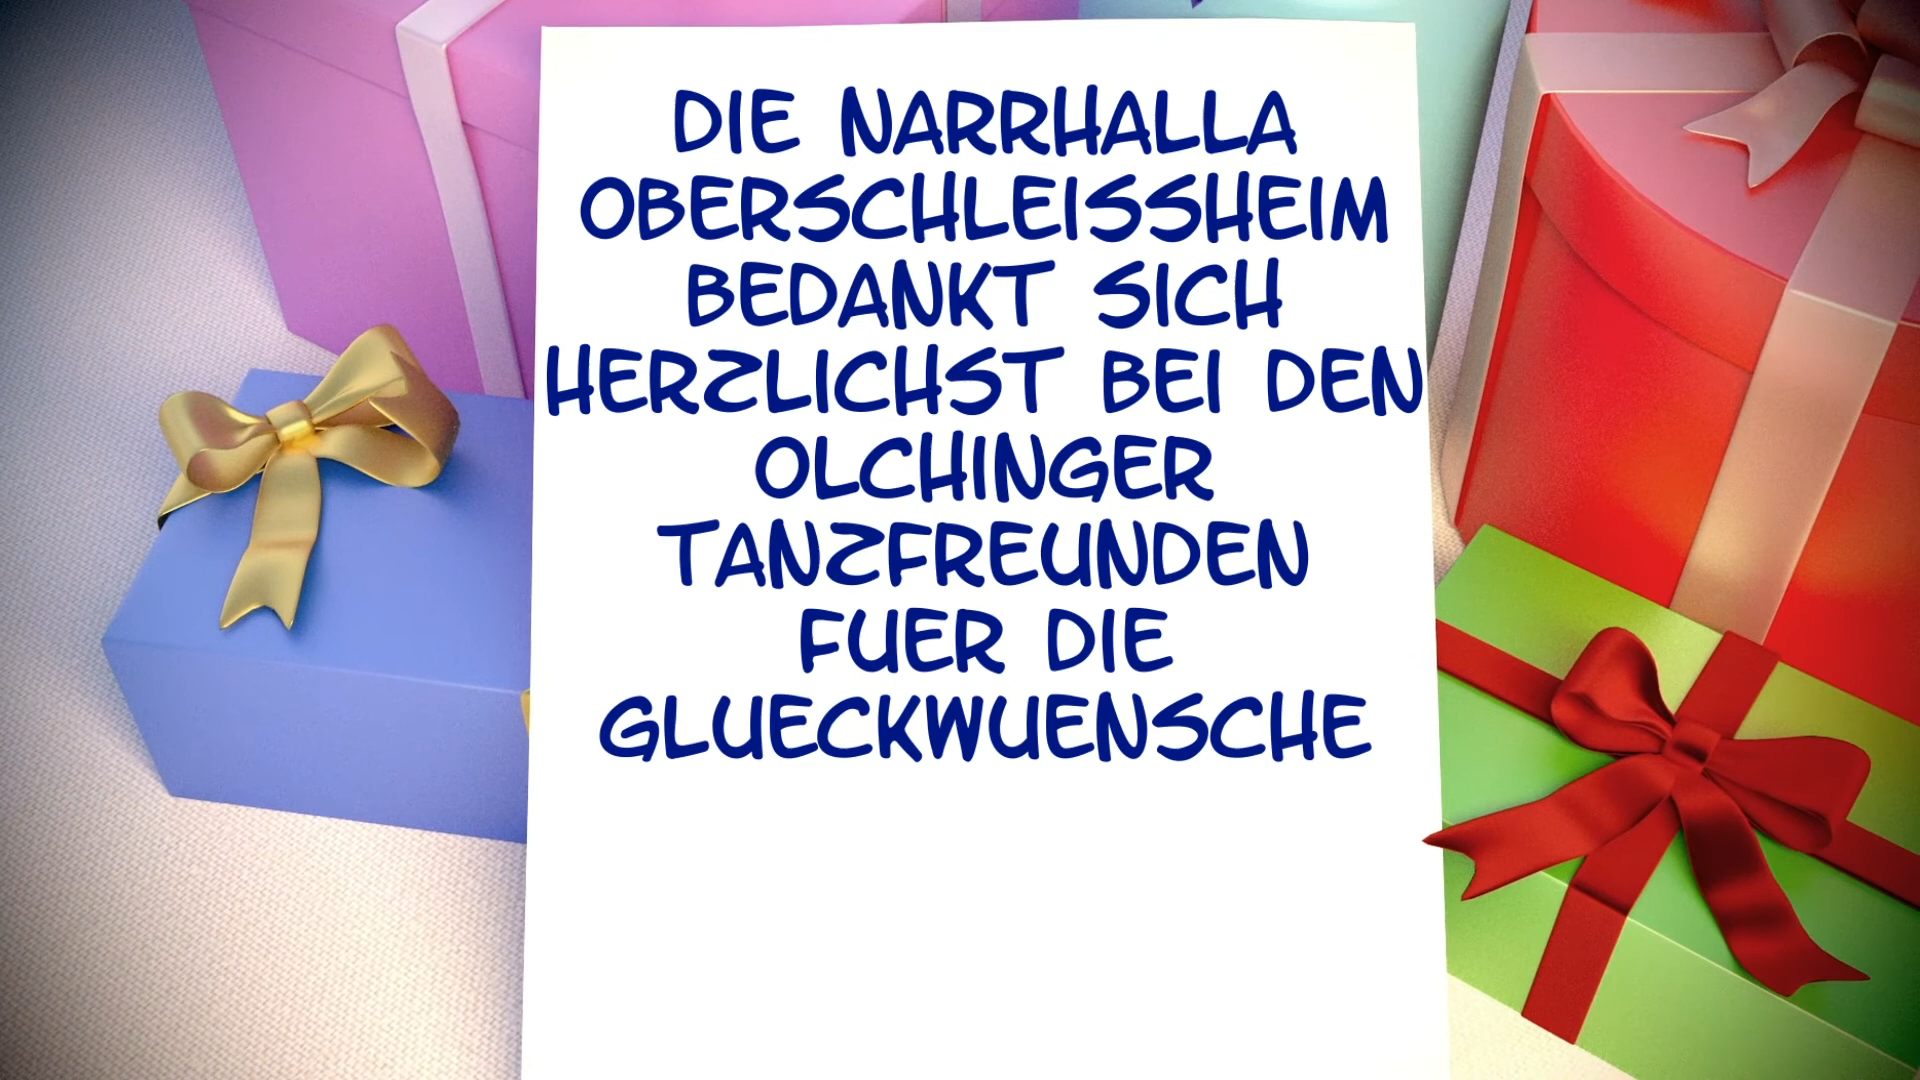 DIE NARRHALLA
OBERSCHLEISSHEIM
BEDANKT SICH
HERZLICHST BEI DEN
OLCHINGER
TANZFREUNDEN
FUER DIE
GLUECKWUENSCHE